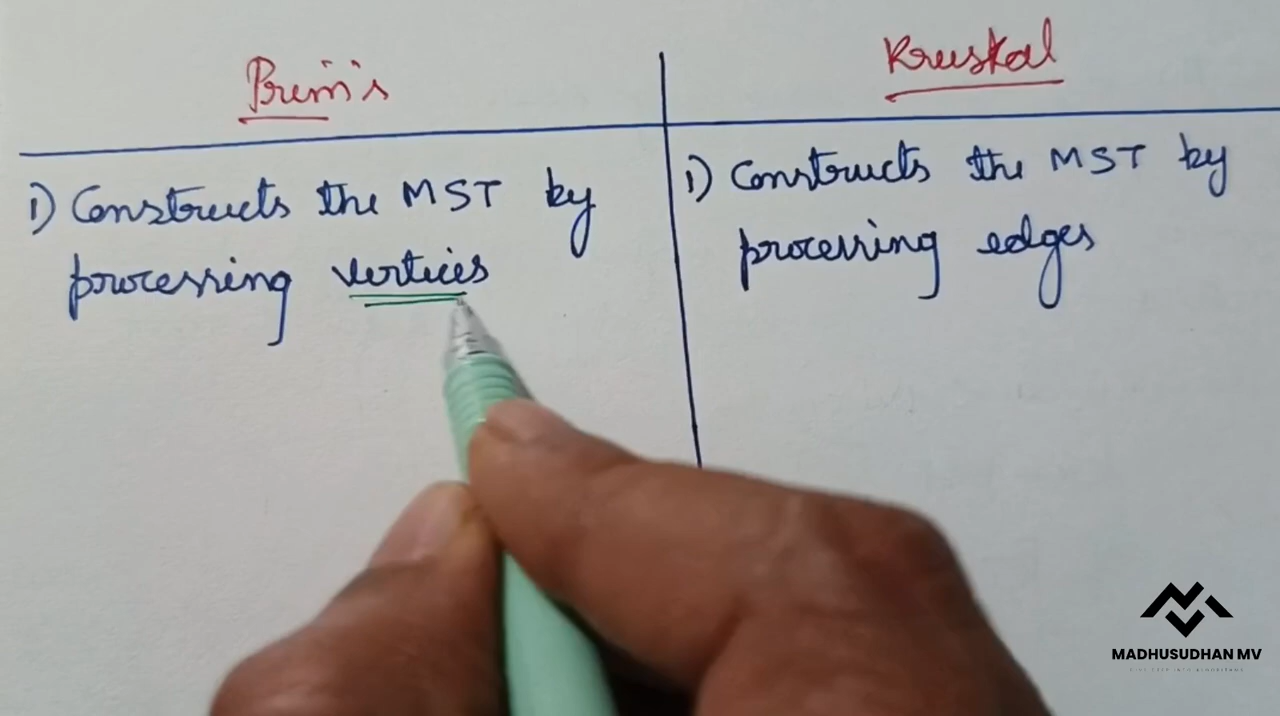 Prim's
Kruskal
1) Constructs the MST by
processing vertices
1) Constructs the MST by
processing edges
MADHUSUDHAN MV